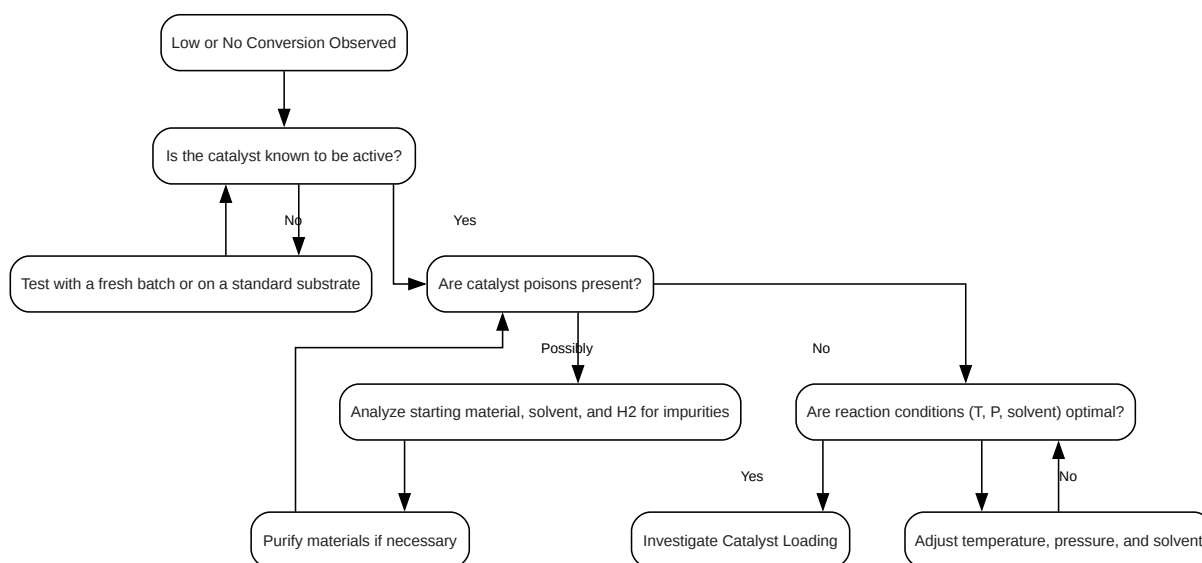 Low or No Conversion Observed
Is the catalyst known to be active?
No
Yes
Test with a fresh batch or on a standard substrate
Are catalyst poisons present?
Possibly
No
Analyze starting material, solvent, and H2 for impurities
Are reaction conditions (T, P, solvent) optimal?
Yes
No
Purify materials if necessary
Investigate Catalyst Loading
Adjust temperature, pressure, and solvent